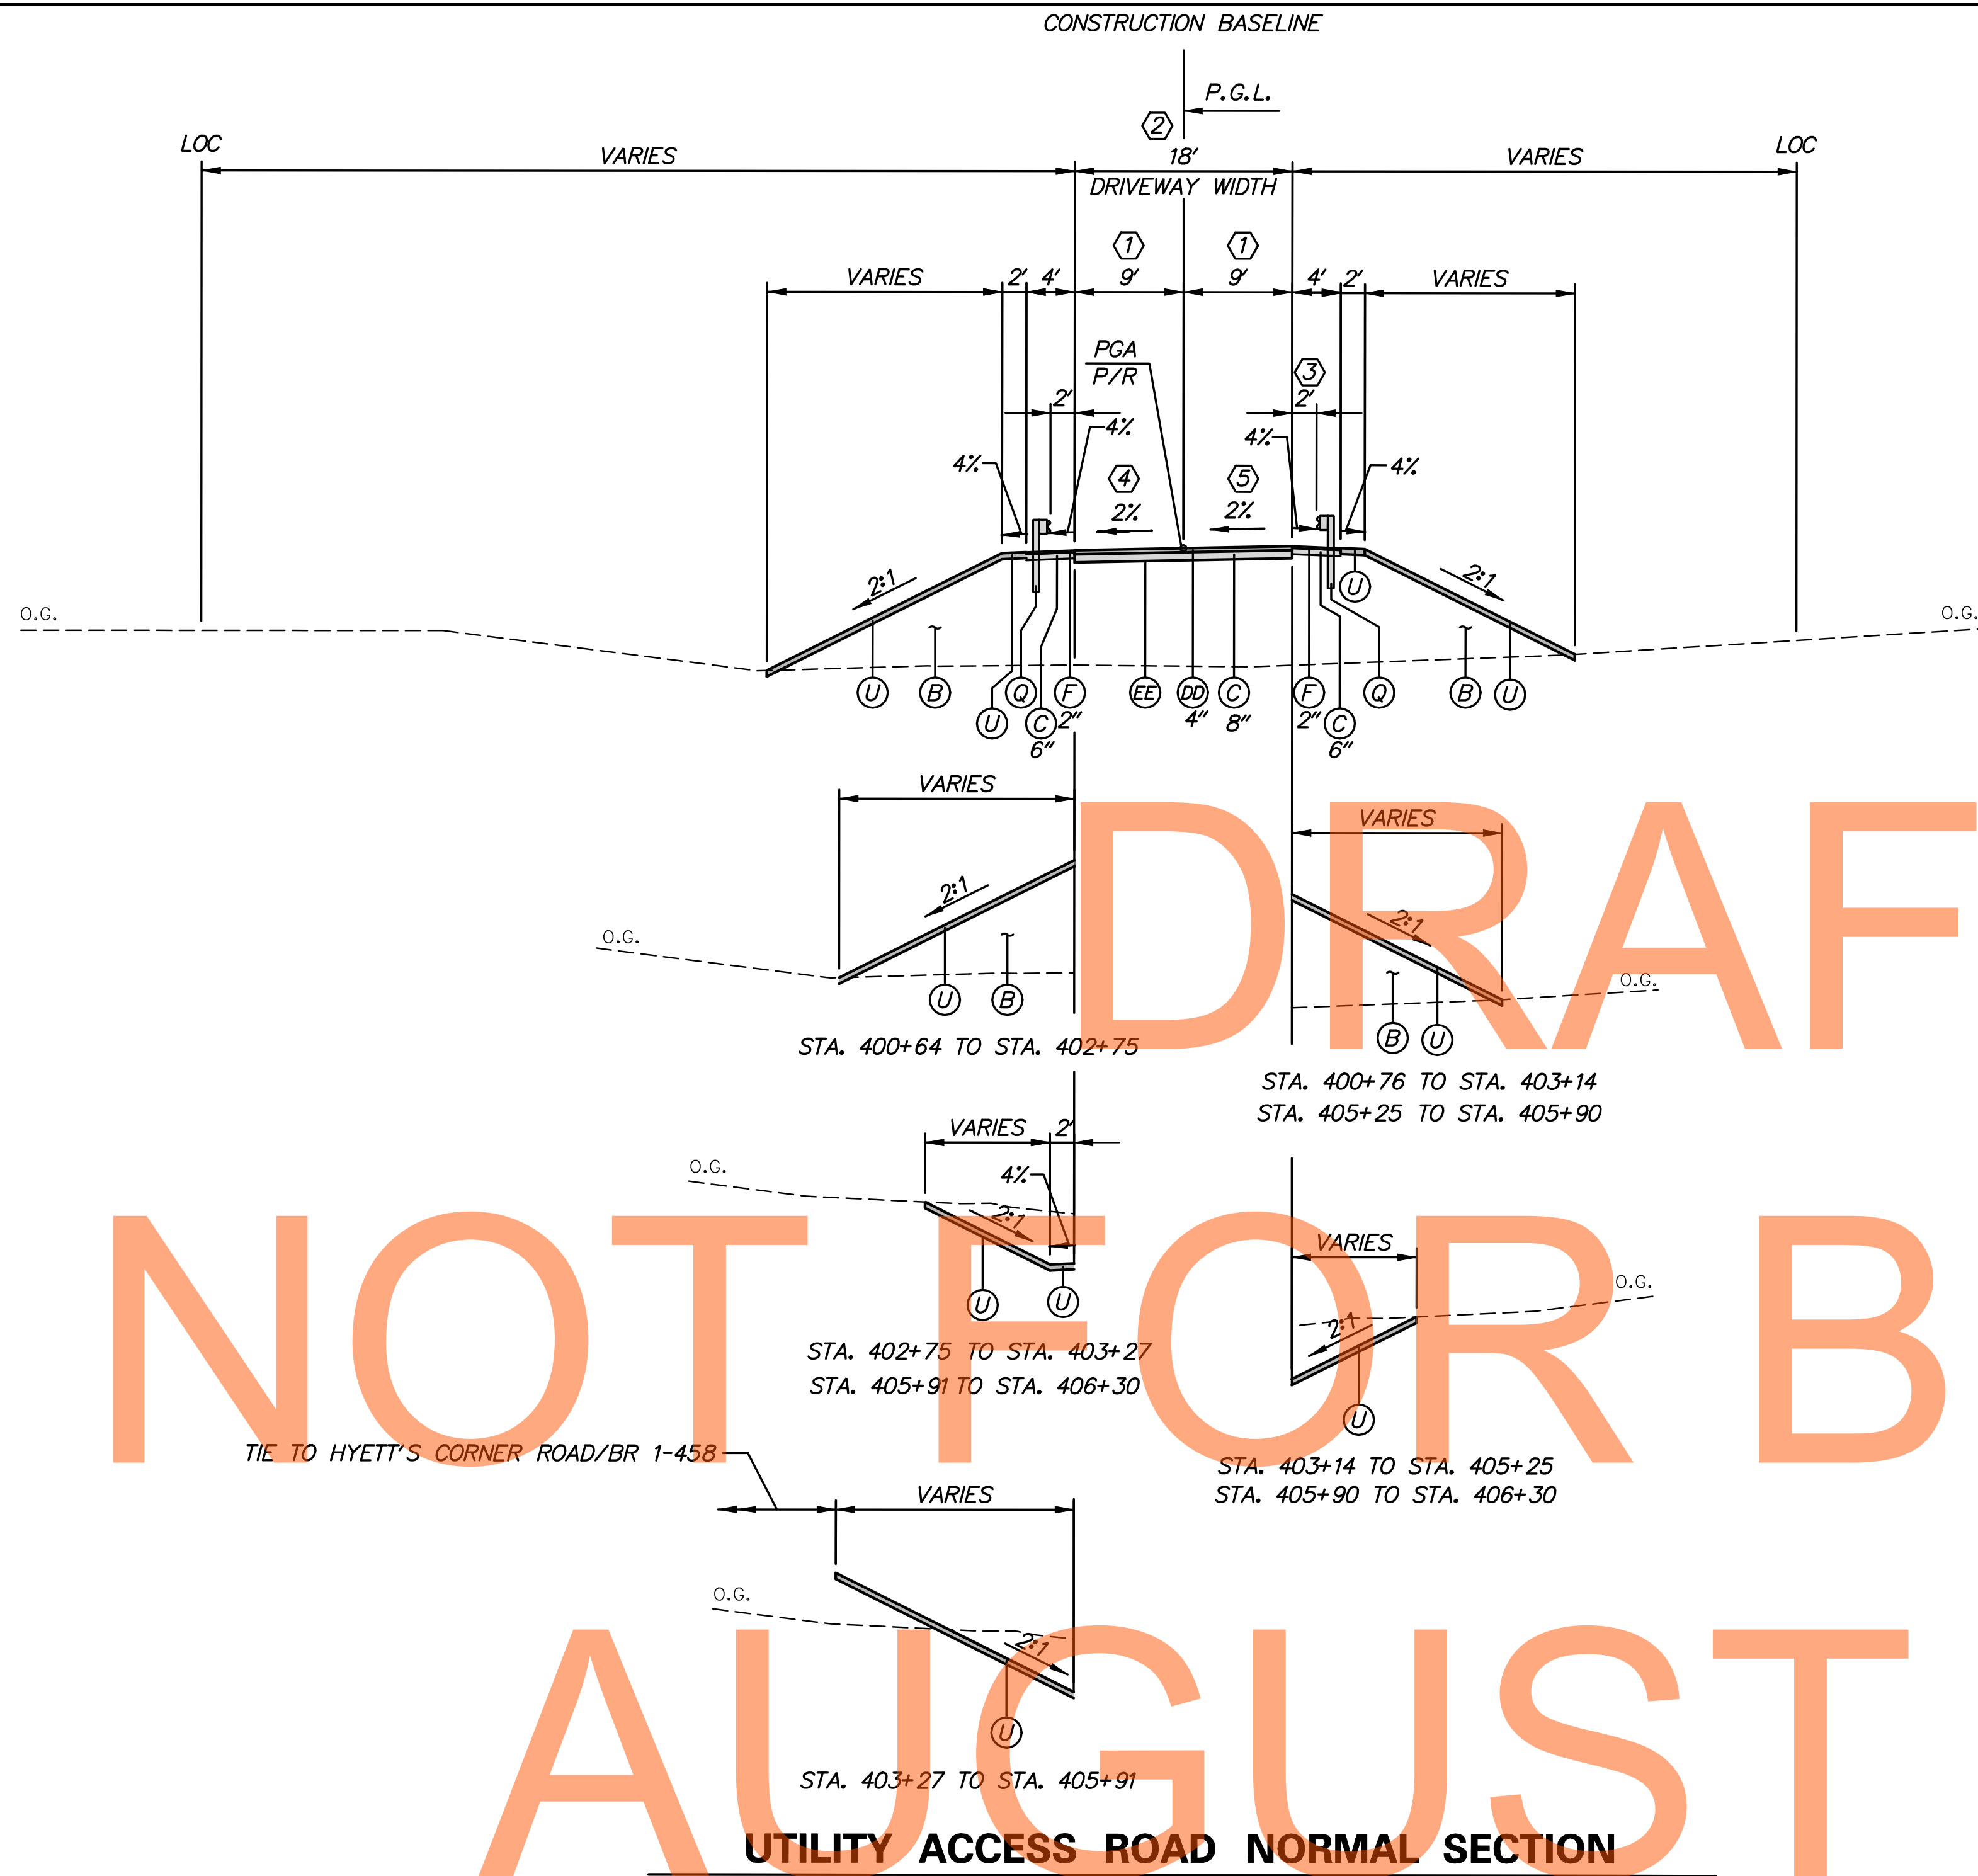 CONSTRUCTION BASELINE
P.G.L.
2
LOC
VARIES
18'
VARIES
LOC
DRIVEWAY WIDTH
1
1
VARIES
2'
4'
9'
9'
4'
2'
VARIES
PGA
P/R
3
2'
2'
4%
4%
4%
4%
4
5
2%
2%
2:1
2:1
U
O.G.
O.G.
U
B
Q
F
EE
DD
C
F
Q
B
U
U
C
2"
4"
8"
2"
C
6"
6"
VARIES
VARIES
2:1
2:1
O.G.
O.G.
U
B
B
U
STA. 400+64 TO STA. 402+75
STA. 400+76 TO STA. 403+14
STA. 405+25 TO STA. 405+90
VARIES
2'
O.G.
4%
2:1
VARIES
O.G.
U
U
2:1
STA. 402+75 TO STA. 403+27
STA. 405+91 TO STA. 406+30
U
TIE TO HYETT'S CORNER ROAD/BR 1-458
STA. 403+14 TO STA. 405+25
STA. 405+90 TO STA. 406+30
VARIES
O.G.
2:1
U
STA. 403+27 TO STA. 405+91
UTILITY ACCESS ROAD NORMAL SECTION
DRAF
NOT FOR B
AUGUST